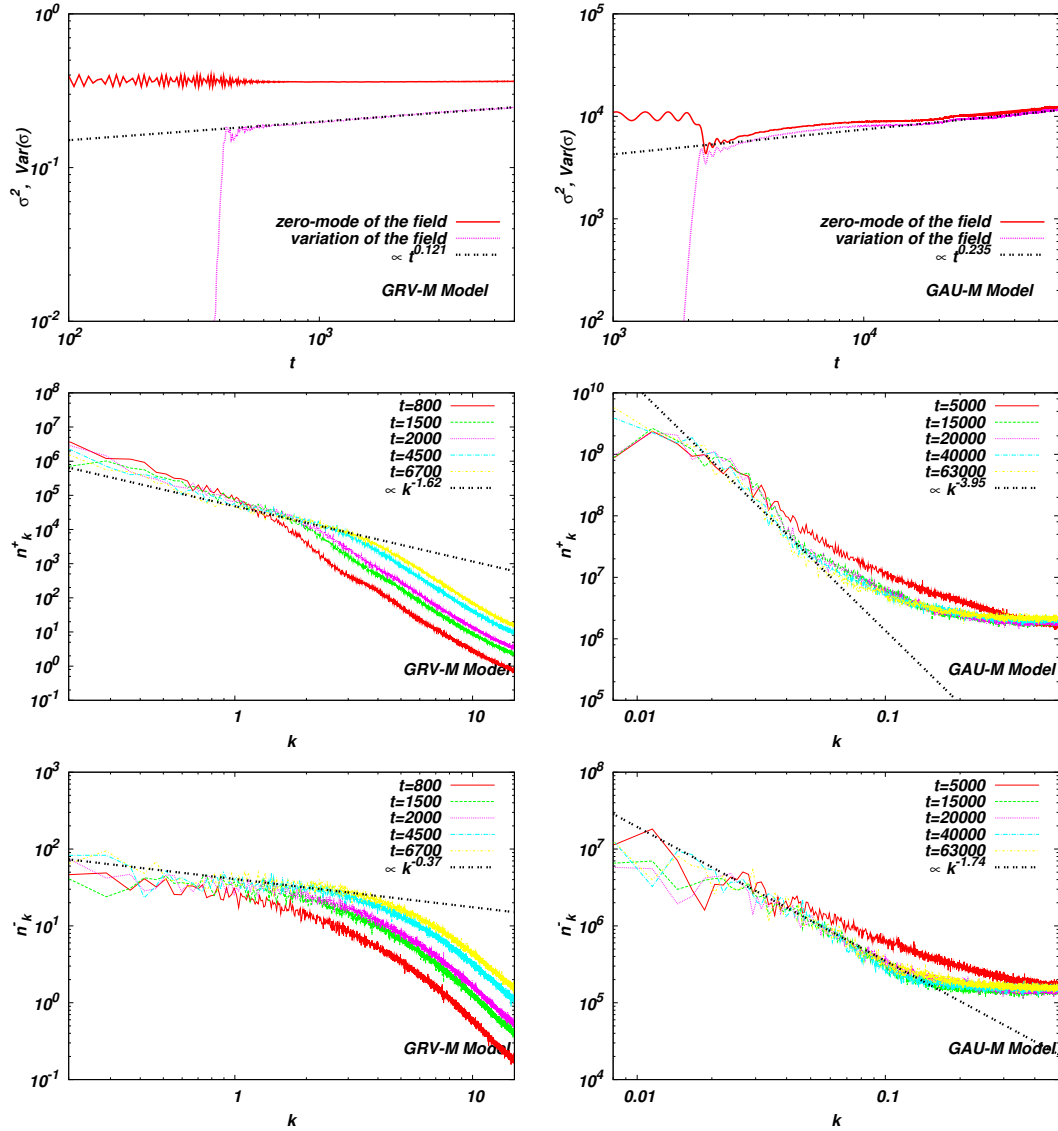 10^0
10^-1
10^-2
σ^2, Var(σ)
zero-mode of the field
variation of the field
∝ t^0.121
GRV-M Model
10^2
10^3
t
10^5
10^4
10^3
10^2
σ^2, Var(σ)
zero-mode of the field
variation of the field
∝ t^0.235
GAU-M Model
10^3
10^4
t
10^8
10^7
10^6
10^5
10^4
10^3
10^2
10^1
10^0
10^-1
n^+_k
t=800
t=1500
t=2000
t=4500
t=6700
∝ k^-1.62
GRV-M Model
1
10
k
10^10
10^9
10^8
10^7
10^6
10^5
n^+_k
t=5000
t=15000
t=20000
t=40000
t=63000
∝ k^-3.95
GAU-M Model
0.01
0.1
k
10^3
10^2
10^1
10^0
10^-1
n^-_k
t=800
t=1500
t=2000
t=4500
t=6700
∝ k^-0.37
GRV-M Model
1
10
k
10^8
10^7
10^6
10^5
10^4
n^-_k
t=5000
t=15000
t=20000
t=40000
t=63000
∝ k^-1.74
GAU-M Model
0.01
0.1
k